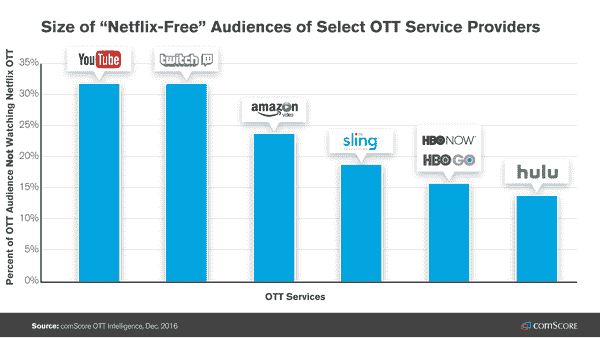 Size of “Netflix-Free” Audiences of Select OTT Service Providers
Percent of OTT Audience Not Watching Netflix OTT
35%
30%
25%
20%
15%
10%
5%
0%
YouTube
twitch
amazon
video
sling
HBO NOW
HBO GO
hulu
OTT Services
Source: comScore OTT Intelligence, Dec. 2016
comScore